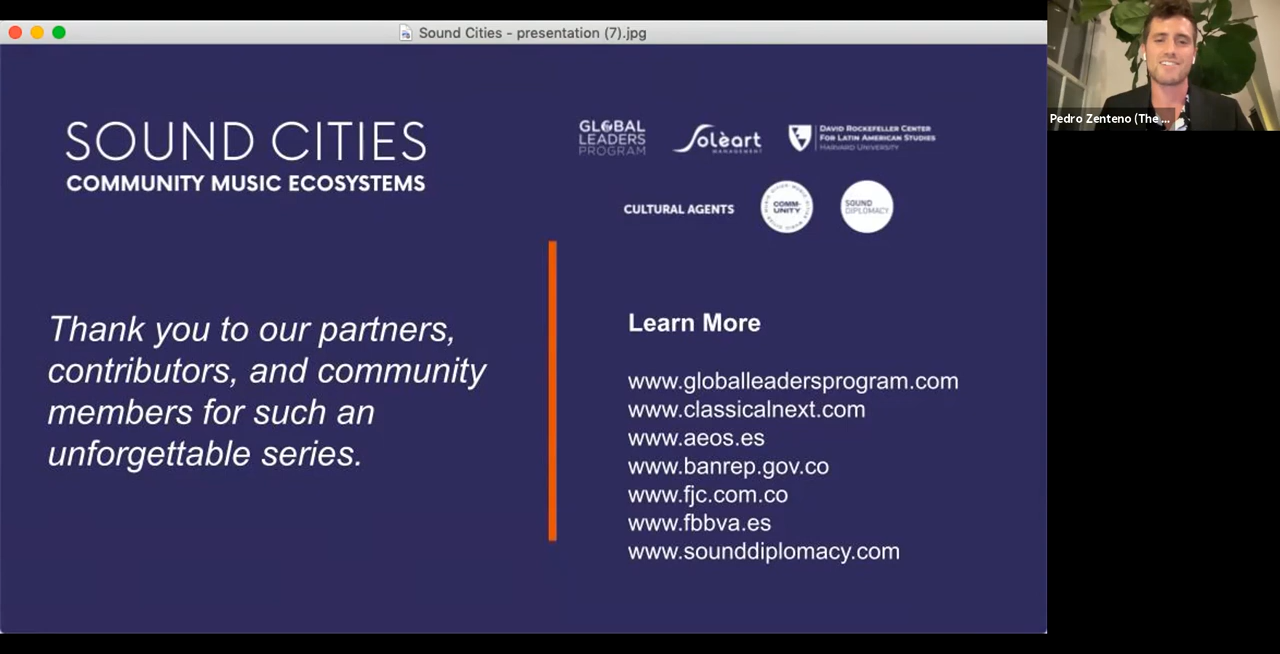 Sound Cities - presentation (7).jpg
Pedro Zenteno (The ...
SOUND CITIES
COMMUNITY MUSIC ECOSYSTEMS
GLOBAL
LEADERS
PROGRAM
Solèart
MANAGEMENT
DAVID ROCKEFELLER CENTER
FOR LATIN AMERICAN STUDIES
HARVARD UNIVERSITY
CULTURAL AGENTS
COMM-
UNITY
SOUND
DIPLOMACY
Thank you to our partners,
contributors, and community
members for such an
unforgettable series.
Learn More
www.globalleadersprogram.com
www.classicalnext.com
www.aeos.es
www.banrep.gov.co
www.fjc.com.co
www.fbbva.es
www.sounddiplomacy.com